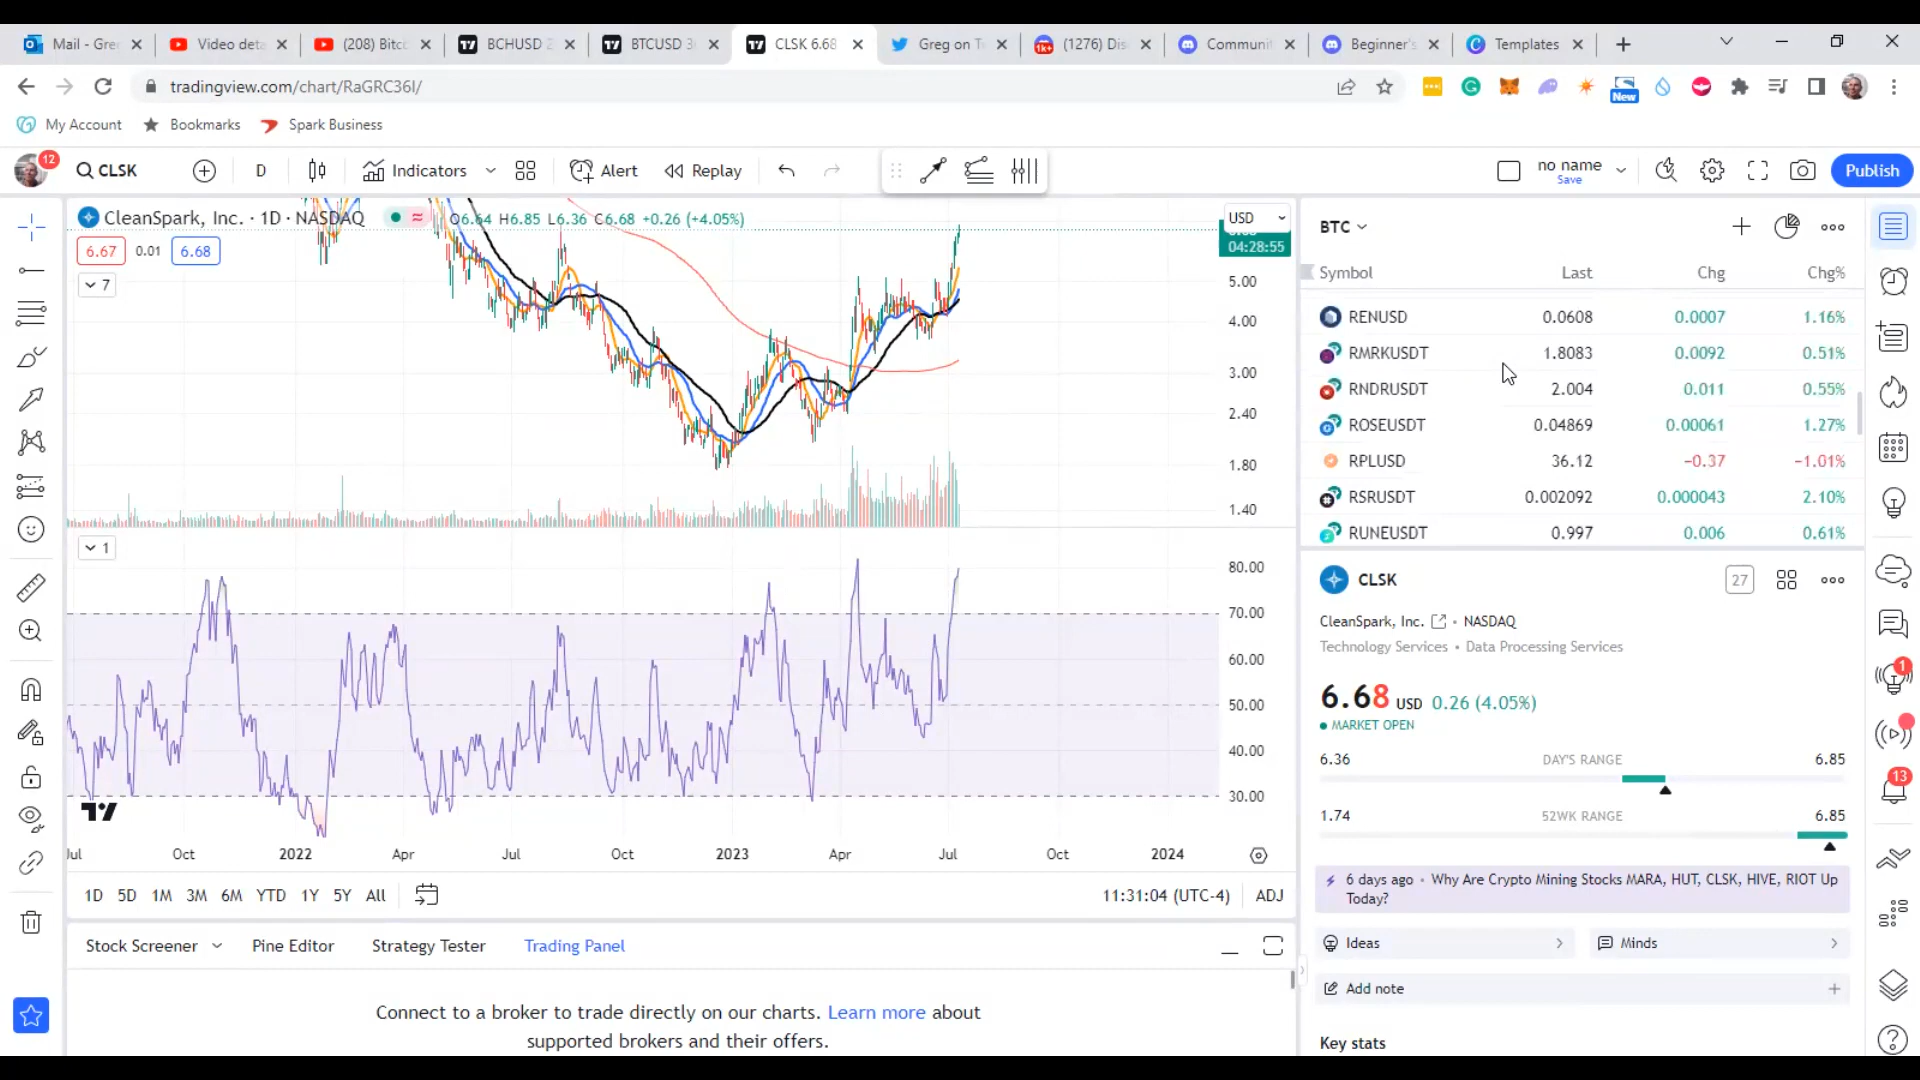 Mail - Gre
Video deta
(208) Bitco
BCHUSD 2
BTCUSD 3
CLSK 6.68
Greg on T
(1276) Dis
Communit
Beginner's
Templates
tradingview.com/chart/RaGRC36I/
New
My Account
Bookmarks
Spark Business
12
CLSK
D
Indicators
Alert
Replay
no name
Save
Publish
CleanSpark, Inc. · 1D · NASDAQ
O6.64 H6.85 L6.36 C6.68 +0.26 (+4.05%)
USD
04:28:55
6.67
0.01
6.68
7
5.00
4.00
3.00
2.40
1.80
1.40
1
80.00
70.00
60.00
50.00
40.00
30.00
Jul
Oct
2022
Apr
Jul
Oct
2023
Apr
Jul
Oct
2024
1D 5D 1M 3M 6M YTD 1Y 5Y All
11:31:04 (UTC-4)
ADJ
Stock Screener
Pine Editor
Strategy Tester
Trading Panel
Connect to a broker to trade directly on our charts. Learn more about
supported brokers and their offers.
BTC
Symbol Last Chg Chg%
RENUSD 0.0608 0.0007 1.16%
RMRKUSDT 1.8083 0.0092 0.51%
RNDRUSDT 2.004 0.011 0.55%
ROSEUSDT 0.04869 0.00061 1.27%
RPLUSD 36.12 −0.37 −1.01%
RSRUSDT 0.002092 0.000043 2.10%
RUNEUSDT 0.997 0.006 0.61%
CLSK
27
CleanSpark, Inc. • NASDAQ
Technology Services • Data Processing Services
6.68 USD 0.26 (4.05%)
MARKET OPEN
6.36 DAY'S RANGE 6.85
1.74 52WK RANGE 6.85
6 days ago • Why Are Crypto Mining Stocks MARA, HUT, CLSK, HIVE, RIOT Up
Today?
Ideas
Minds
Add note
Key stats
1
13